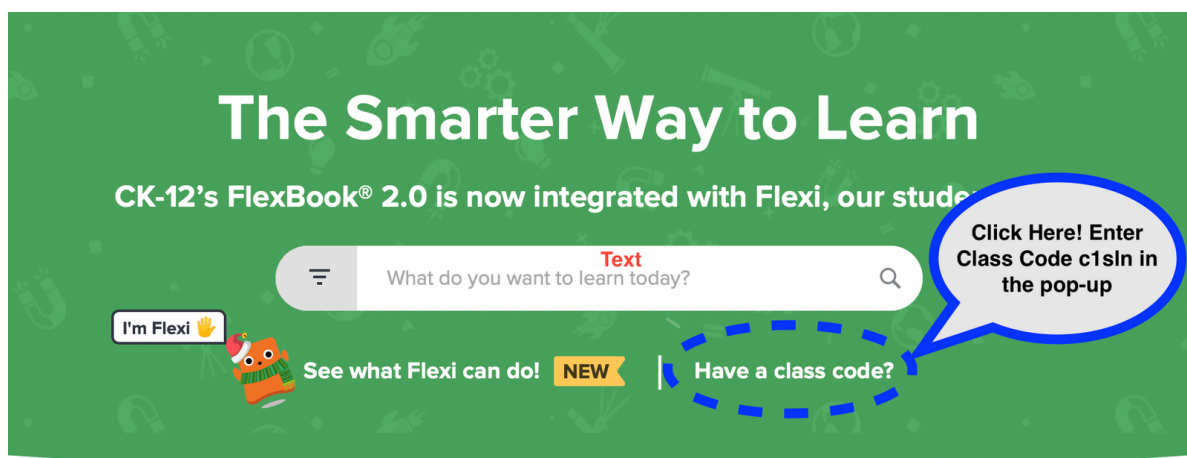 The Smarter Way to Learn
CK-12’s FlexBook® 2.0 is now integrated with Flexi, our
Click Here! Enter
Class Code c1sln in
the pop-up
Text
What do you want to learn today?
I'm Flexi 🖐
See what Flexi can do! NEW | Have a class code?